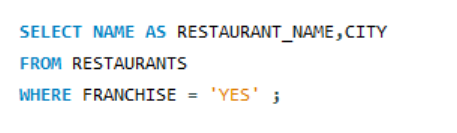 SELECT NAME AS RESTAURANT_NAME,CITY
FROM RESTAURANTS
WHERE FRANCHISE = 'YES' ;